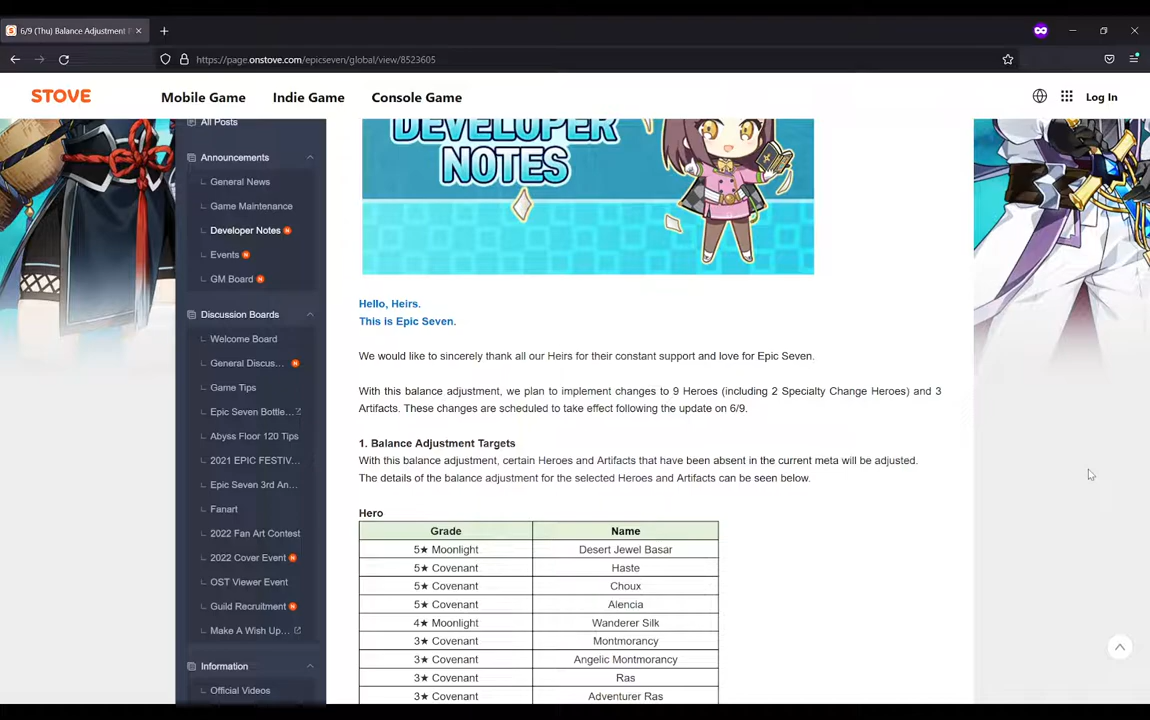 6/9 (Thu) Balance Adjustment
https://page.onstove.com/epicseven/global/view/8523605
STOVE
Mobile Game
Indie Game
Console Game
Log In
All Posts
Announcements
General News
Game Maintenance
Developer Notes N
Events N
GM Board N
Discussion Boards
Welcome Board
General Discus... N
Game Tips
Epic Seven Bottle...
Abyss Floor 120 Tips
2021 EPIC FESTIV...
Epic Seven 3rd An...
Fanart
2022 Fan Art Contest
2022 Cover Event N
OST Viewer Event
Guild Recruitment N
Make A Wish Up...
Information
Official Videos
DEVELOPER
NOTES
Hello, Heirs.
This is Epic Seven.
We would like to sincerely thank all our Heirs for their constant support and love for Epic Seven.
With this balance adjustment, we plan to implement changes to 9 Heroes (including 2 Specialty Change Heroes) and 3
Artifacts. These changes are scheduled to take effect following the update on 6/9.
1. Balance Adjustment Targets
With this balance adjustment, certain Heroes and Artifacts that have been absent in the current meta will be adjusted.
The details of the balance adjustment for the selected Heroes and Artifacts can be seen below.
Hero
Grade Name
5★ Moonlight Desert Jewel Basar
5★ Covenant Haste
5★ Covenant Choux
5★ Covenant Alencia
4★ Moonlight Wanderer Silk
3★ Covenant Montmorancy
3★ Covenant Angelic Montmorancy
3★ Covenant Ras
3★ Covenant Adventurer Ras